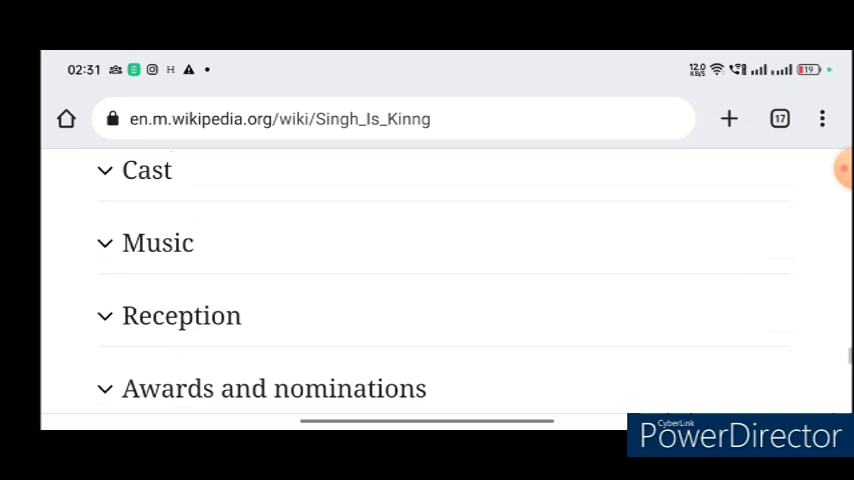 02:31 H 12.0 KB/S 19
en.m.wikipedia.org/wiki/Singh_Is_Kinng 17
Cast
Music
Reception
Awards and nominations
CyberLink
PowerDirector